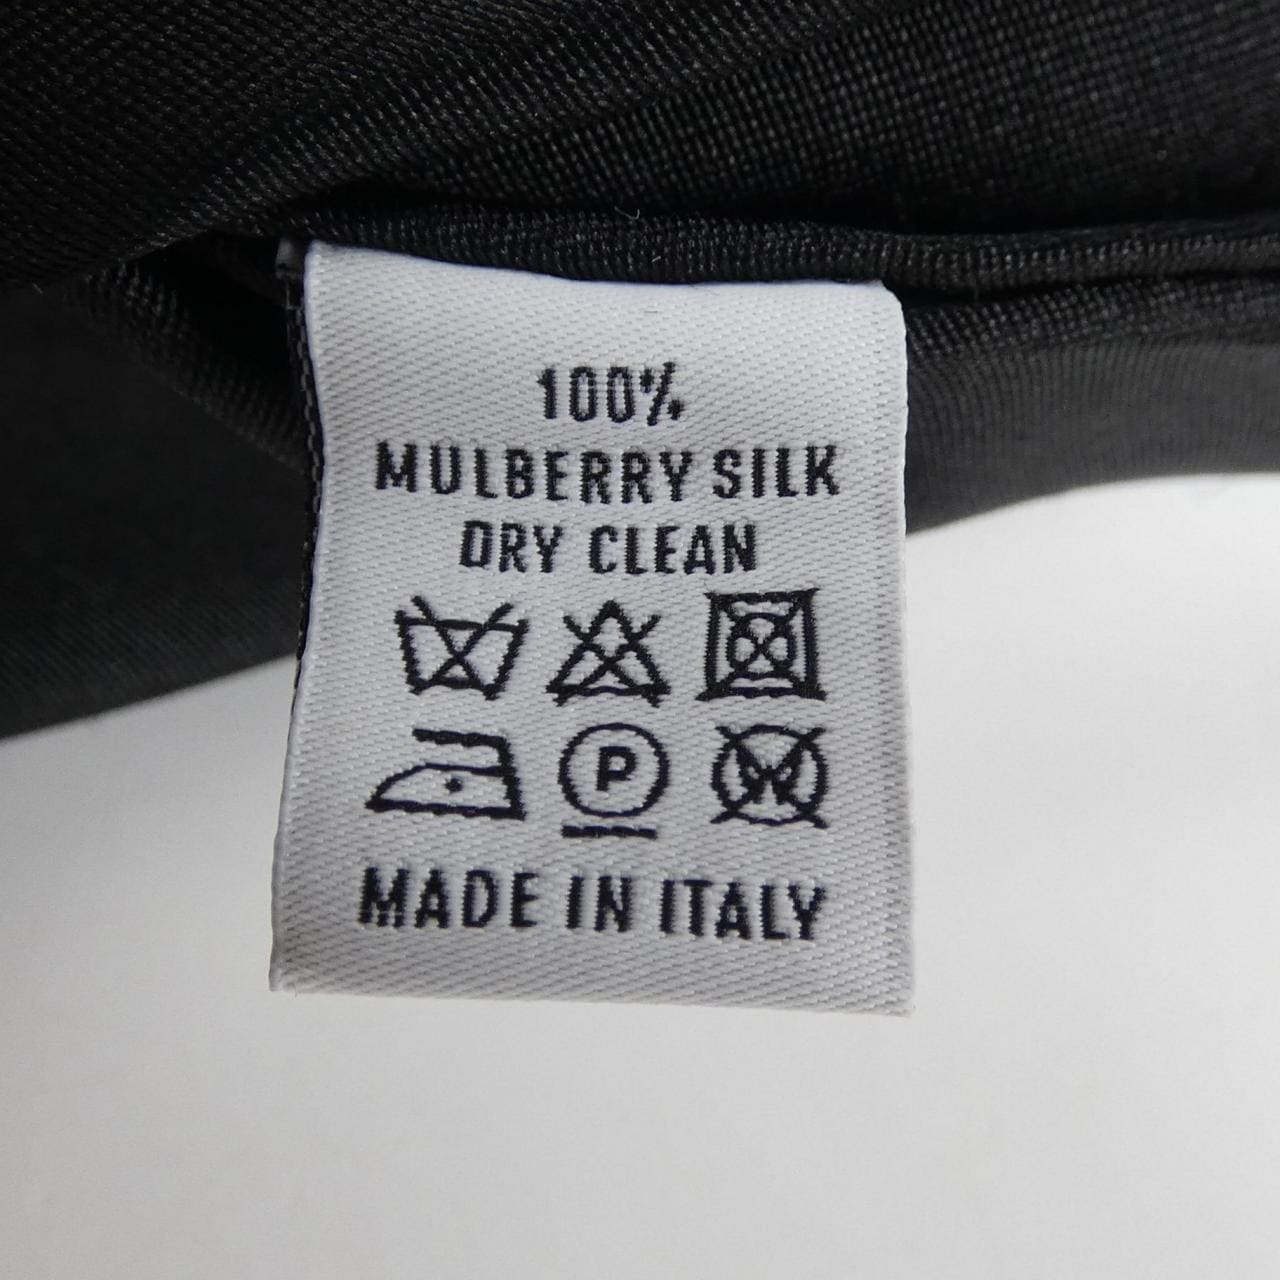 100%
MULBERRY SILK
DRY CLEAN
P
MADE IN ITALY